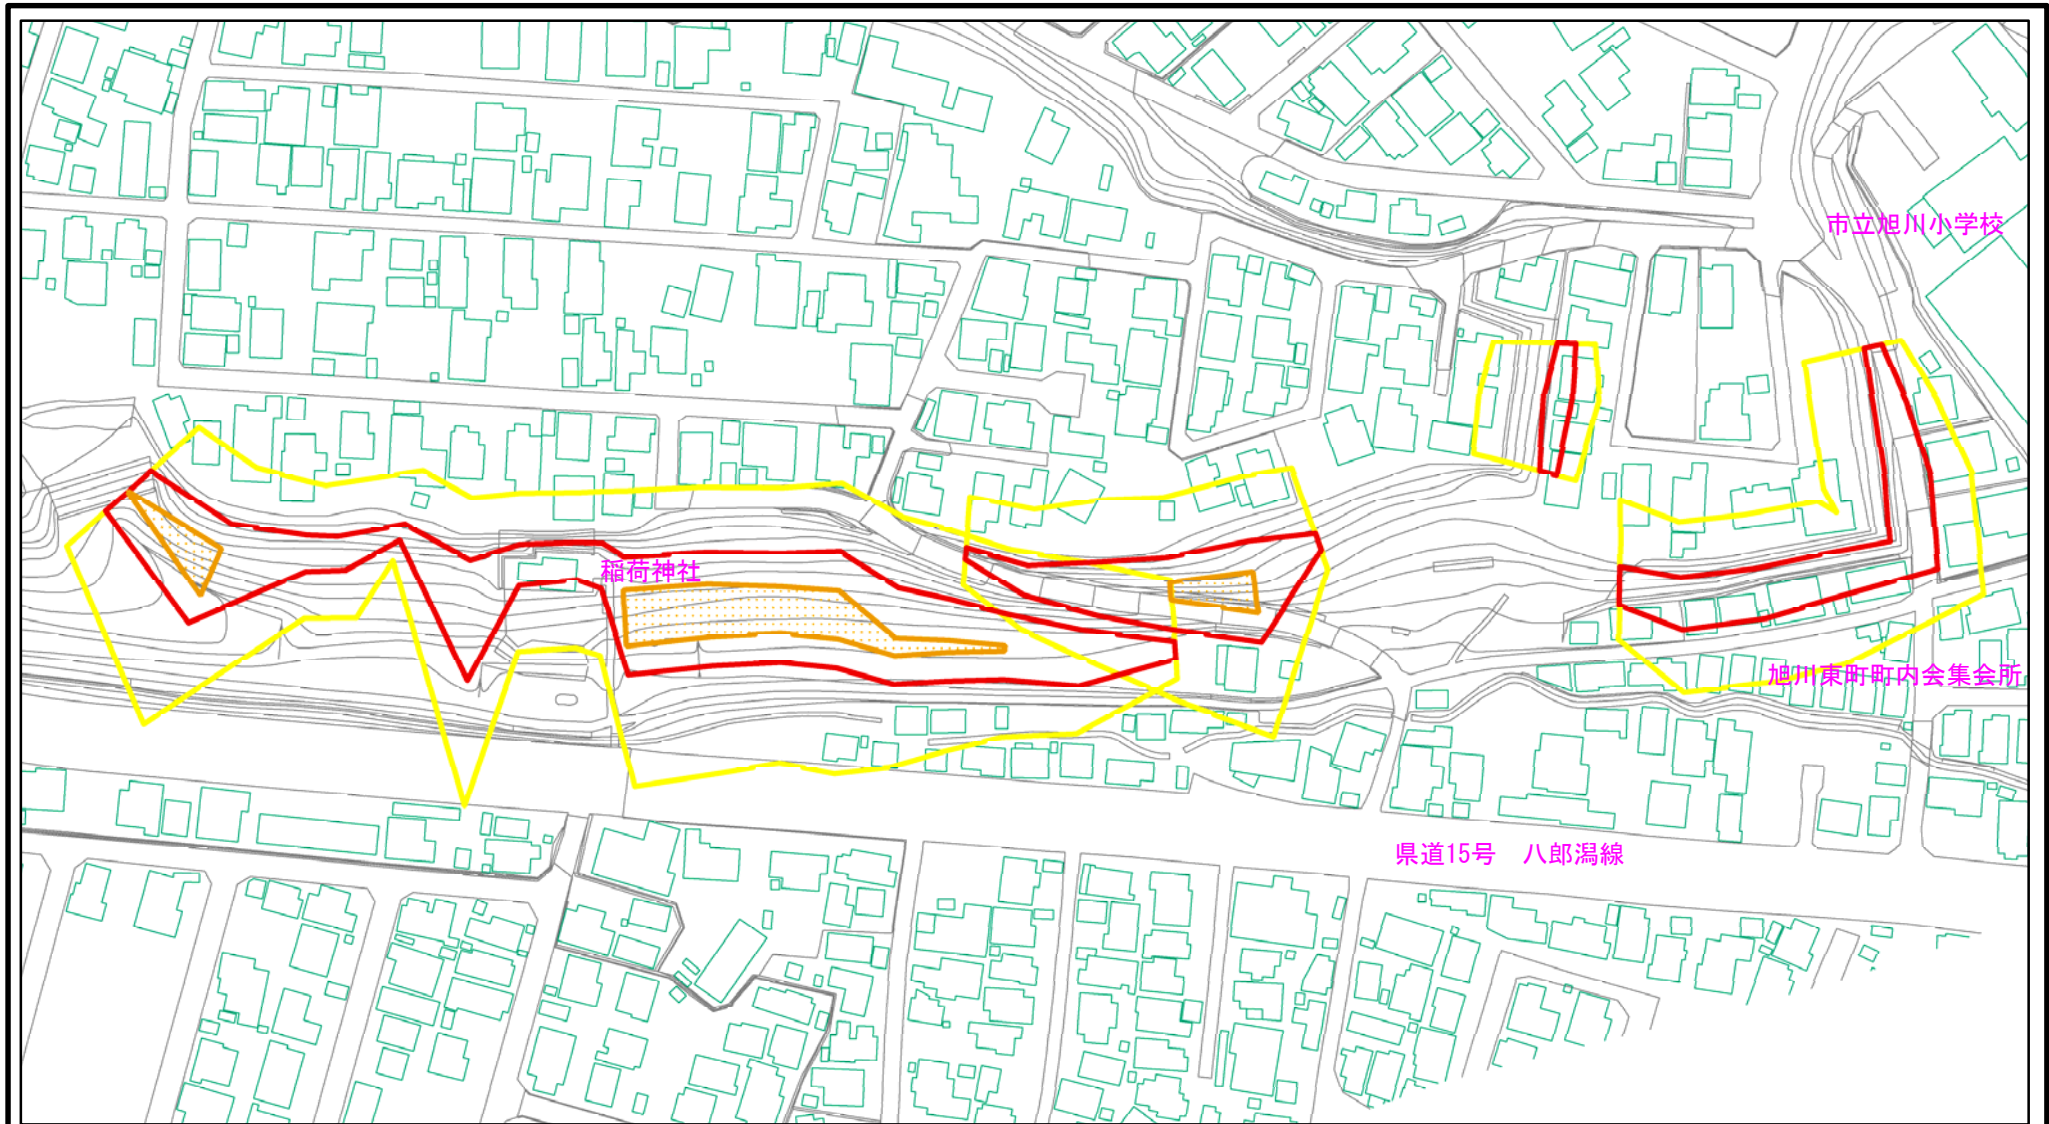 市立旭川小学校
稲荷神社
旭川東町町内会集会所
県道15号　八郎潟線